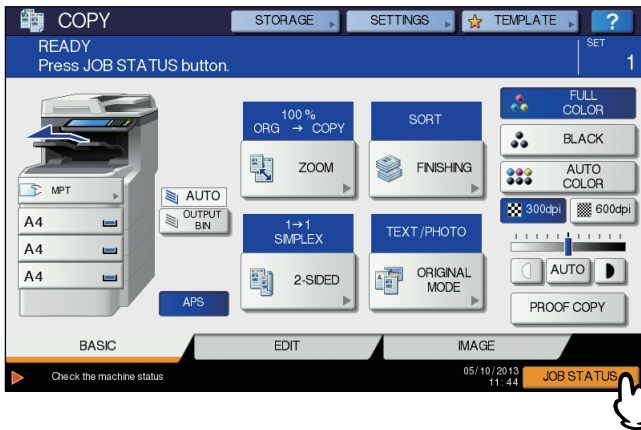 COPY
STORAGE
SETTINGS
TEMPLATE
?
READY
Press JOB STATUS button.
SET
1
100 %
ORG → COPY
ZOOM
SORT
FINISHING
FULL
COLOR
BLACK
AUTO
COLOR
300dpi
600dpi
MPT
A4
A4
A4
AUTO
OUTPUT
BIN
APS
1→1
SIMPLEX
2-SIDED
TEXT/PHOTO
ORIGINAL
MODE
AUTO
PROOF COPY
BASIC
EDIT
IMAGE
Check the machine status
05/10/2013
11:44
JOB STATUS